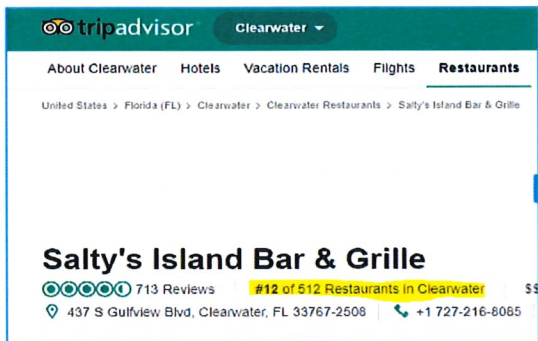 tripadvisor Clearwater
About Clearwater Hotels Vacation Rentals Flights Restaurants
United States > Florida (FL) > Clearwater > Clearwater Restaurants > Salty's Island Bar & Grille
Salty's Island Bar & Grille
713 Reviews #12 of 512 Restaurants in Clearwater $$
437 S Gulfview Blvd, Clearwater, FL 33767-2508 +1 727-216-8085